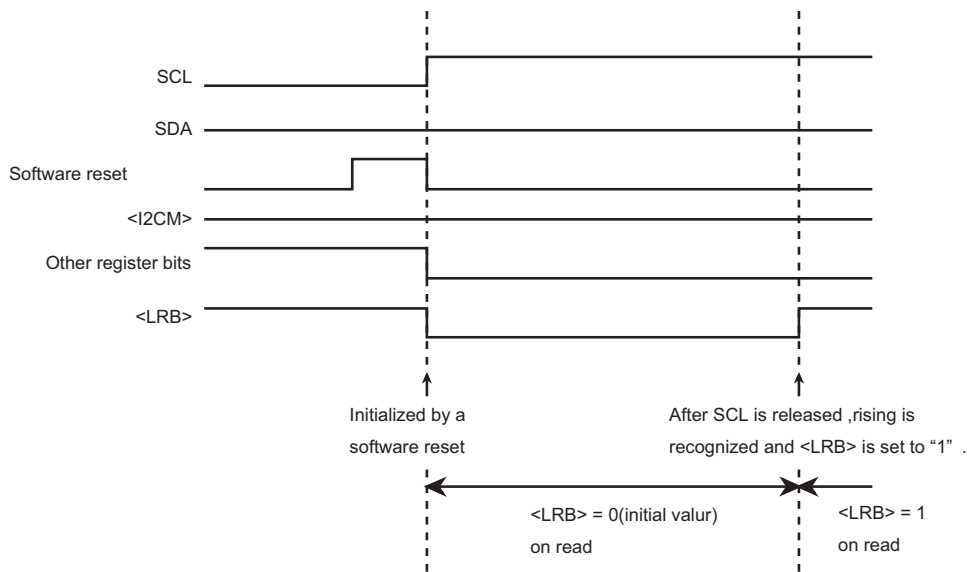 SCL
SDA
Software reset
<I2CM>
Other register bits
<LRB>
Initialized by a
software reset
After SCL is released ,rising is
recognized and <LRB> is set to “1” .
<LRB> = 0(initial valur)
on read
<LRB> = 1
on read